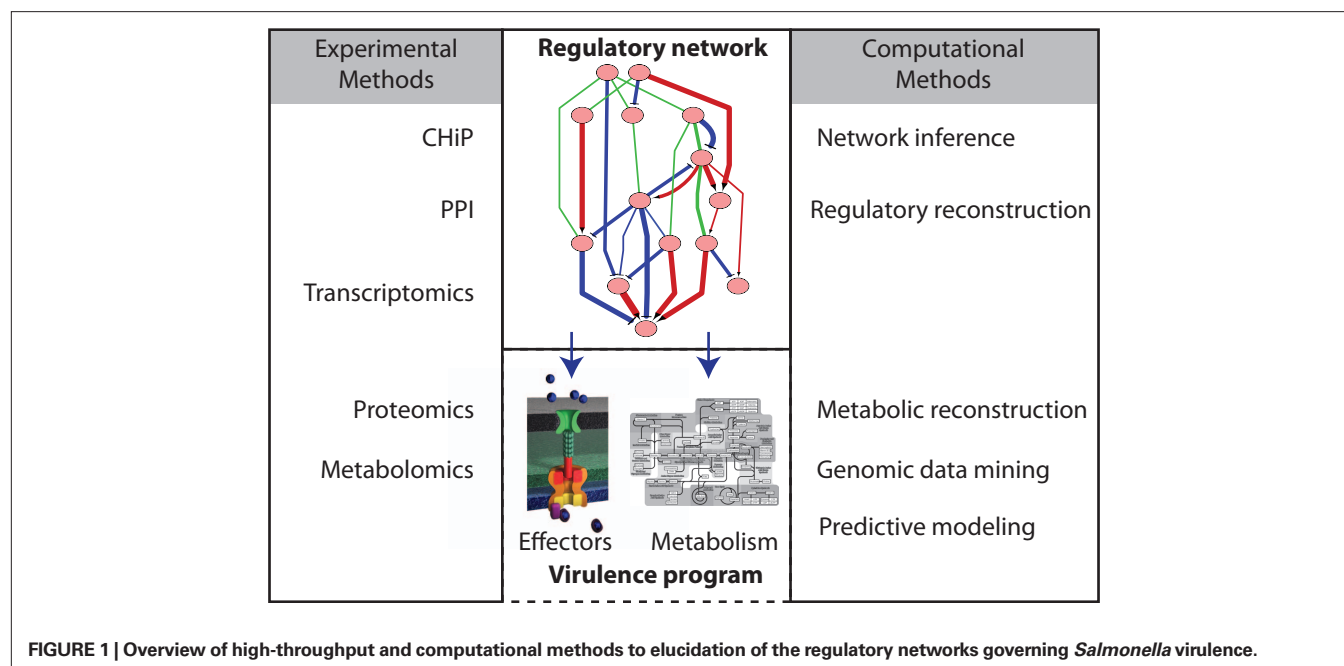 Experimental
Methods
Regulatory network
Computational
Methods
CHiP
PPI
Transcriptomics
Network inference
Regulatory reconstruction
Proteomics
Metabolomics
Effectors
Metabolism
Virulence program
Metabolic reconstruction
Genomic data mining
Predictive modeling
FIGURE 1 | Overview of high-throughput and computational methods to elucidation of the regulatory networks governing Salmonella virulence.